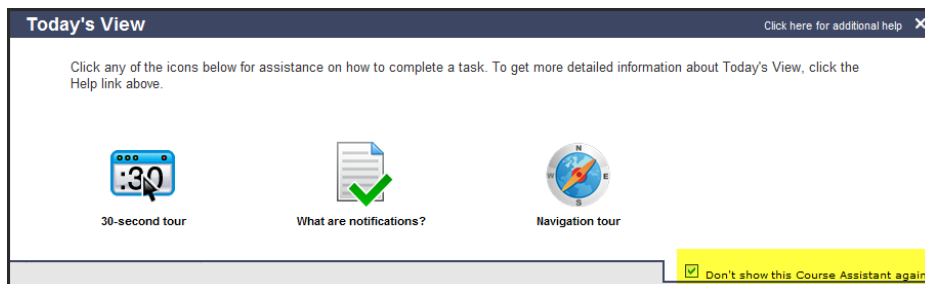 Today's View
Click here for additional help
Click any of the icons below for assistance on how to complete a task. To get more detailed information about Today's View, click the
Help link above.
:30
N
W E
S
30-second tour
What are notifications?
Navigation tour
Don't show this Course Assistant again